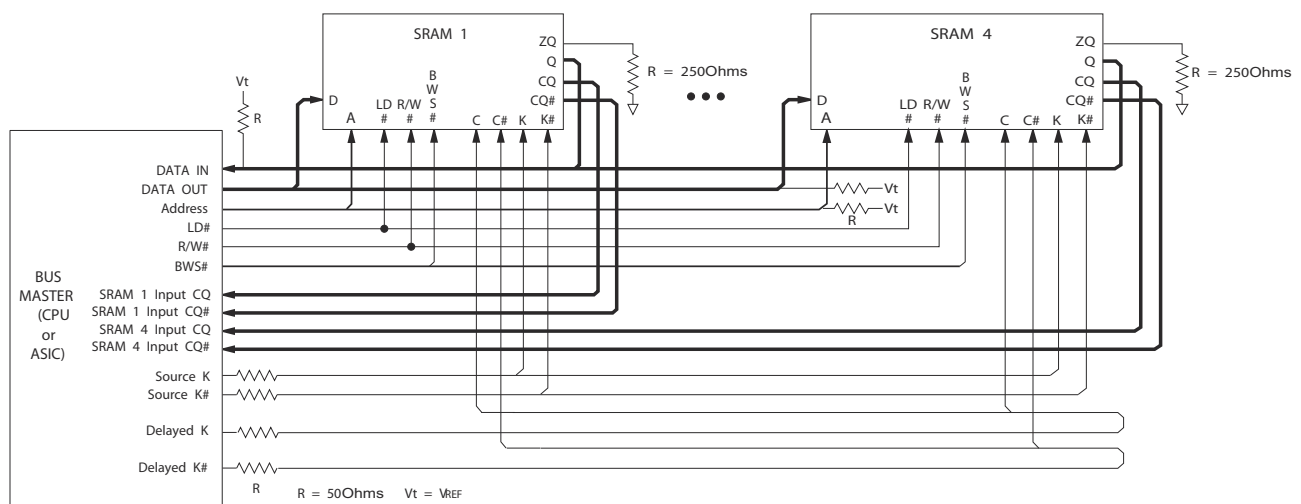 SRAM 1
ZQ
Q
CQ
CQ#
B
W
S
#
LD
#
R/W
#
D
A
C
C#
K
K#
R = 250Ohms
SRAM 4
ZQ
Q
CQ
CQ#
B
W
S
#
LD
#
R/W
#
D
A
C
C#
K
K#
R = 250Ohms
Vt
R
DATA IN
DATA OUT
Vt
Address
Vt
R
LD#
R/W#
BWS#
BUS
MASTER
(CPU
or
ASIC)
SRAM 1 Input CQ
SRAM 1 Input CQ#
SRAM 4 Input CQ
SRAM 4 Input CQ#
Source K
Source K#
Delayed K
Delayed K#
R
R = 50Ohms Vt = VREF